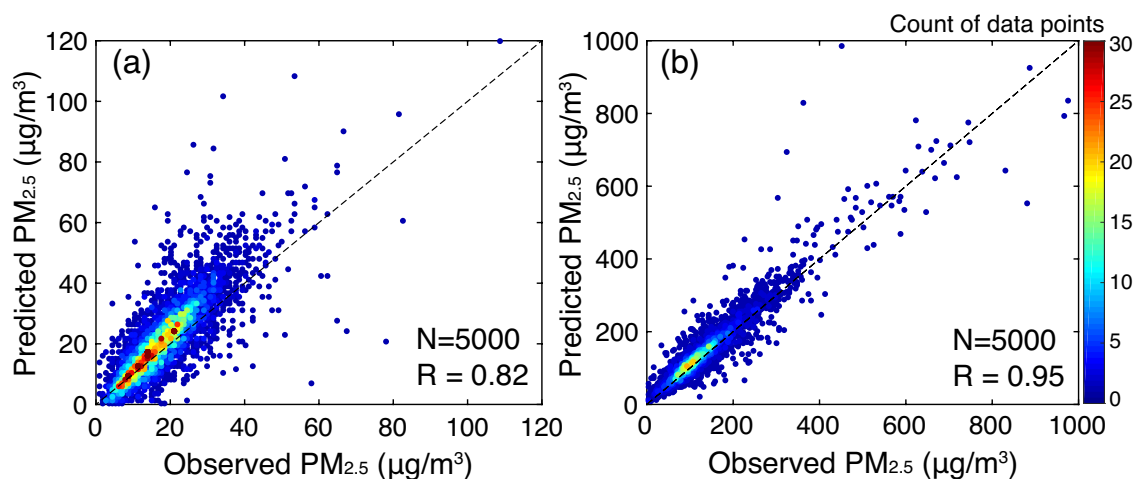 Count of data points
(a)
Predicted PM₂.₅ (µg/m³)
120
100
80
60
40
20
0
N=5000
R = 0.82
0 20 40 60 80 100 120
Observed PM₂.₅ (µg/m³)
(b)
Predicted PM₂.₅ (µg/m³)
1000
800
600
400
200
0
N=5000
R = 0.95
0 200 400 600 800 1000
Observed PM₂.₅ (µg/m³)
30
25
20
15
10
5
0